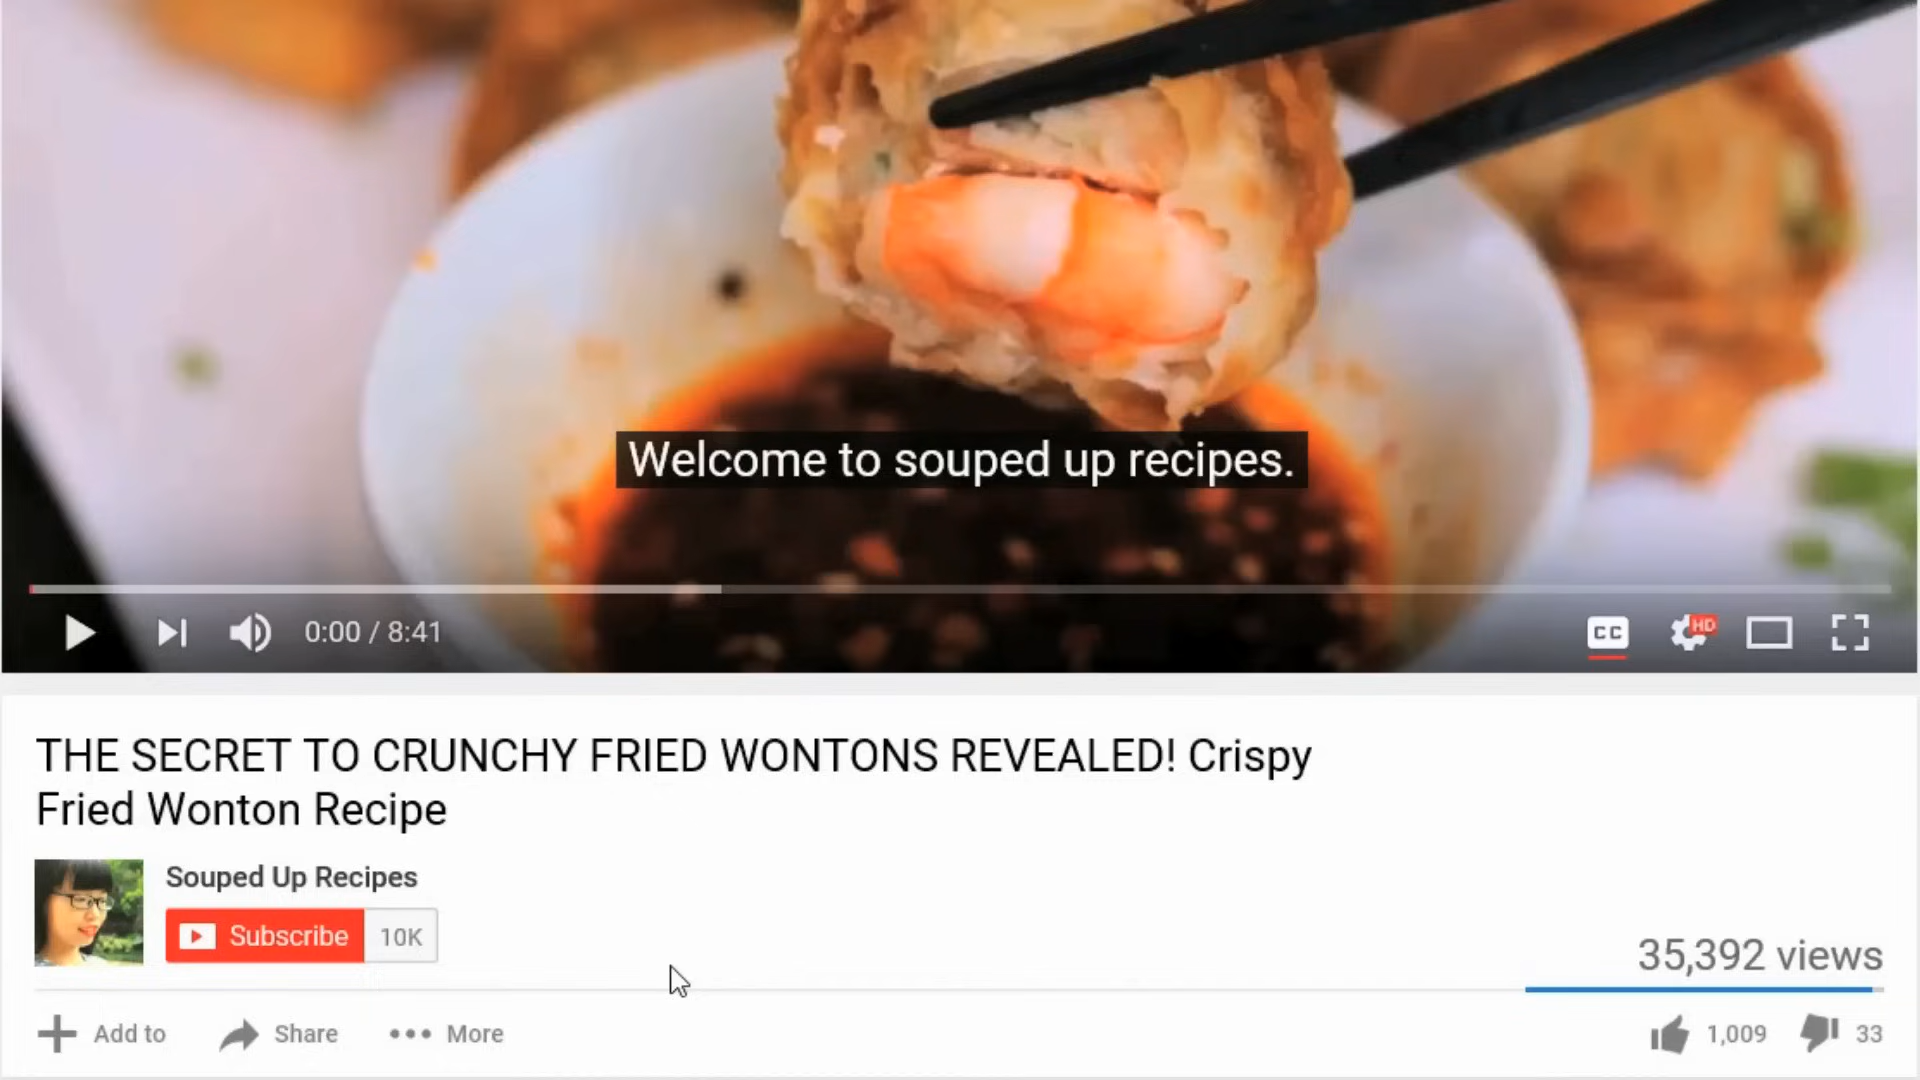 Welcome to souped up recipes.
0:00 / 8:41
CC
HD
THE SECRET TO CRUNCHY FRIED WONTONS REVEALED! Crispy
Fried Wonton Recipe
Souped Up Recipes
Subscribe 10K
35,392 views
Add to Share More
1,009 33